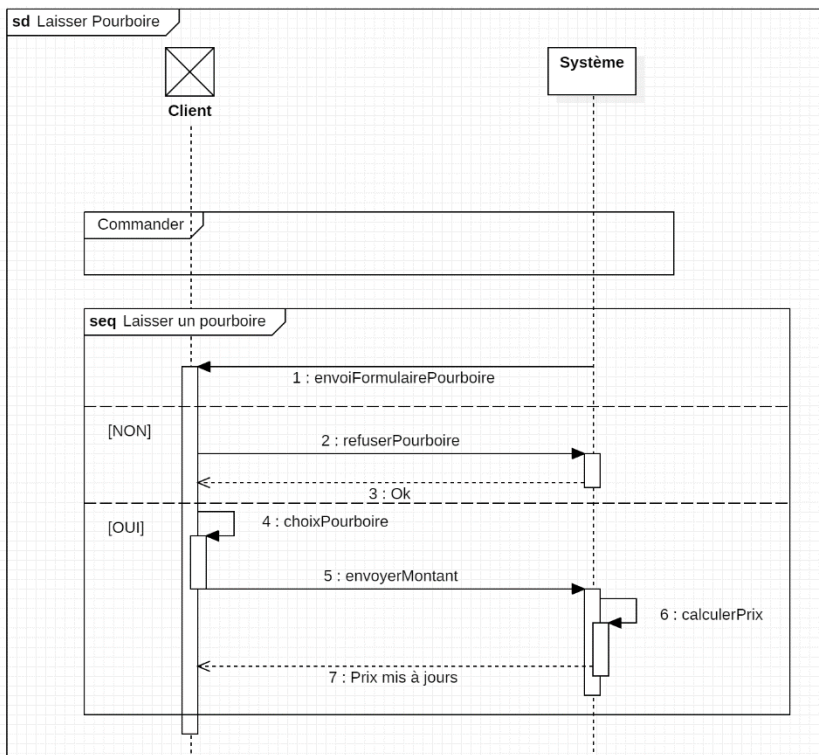 sd Laisser Pourboire
Client
Système
Commander
seq Laisser un pourboire
1 : envoiFormulairePourboire
[NON]
2 : refuserPourboire
3 : Ok
[OUI]
4 : choixPourboire
5 : envoyerMontant
6 : calculerPrix
7 : Prix mis à jours